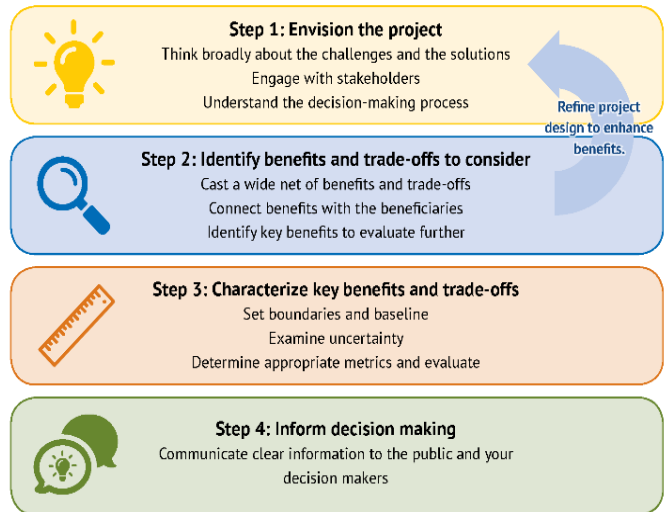 Step 1: Envision the project
Think broadly about the challenges and the solutions
Engage with stakeholders
Understand the decision-making process
Refine project
design to enhance
benefits.
Step 2: Identify benefits and trade-offs to consider
Cast a wide net of benefits and trade-offs
Connect benefits with the beneficiaries
Identify key benefits to evaluate further
Step 3: Characterize key benefits and trade-offs
Set boundaries and baseline
Examine uncertainty
Determine appropriate metrics and evaluate
Step 4: Inform decision making
Communicate clear information to the public and your
decision makers